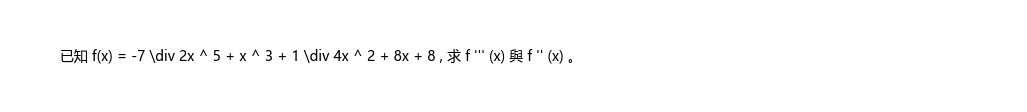 已知 f(x) = -7 \div 2x ^ 5 + x ^ 3 + 1 \div 4x ^ 2 + 8x + 8 , 求 f ''' (x) 與 f '' (x) 。